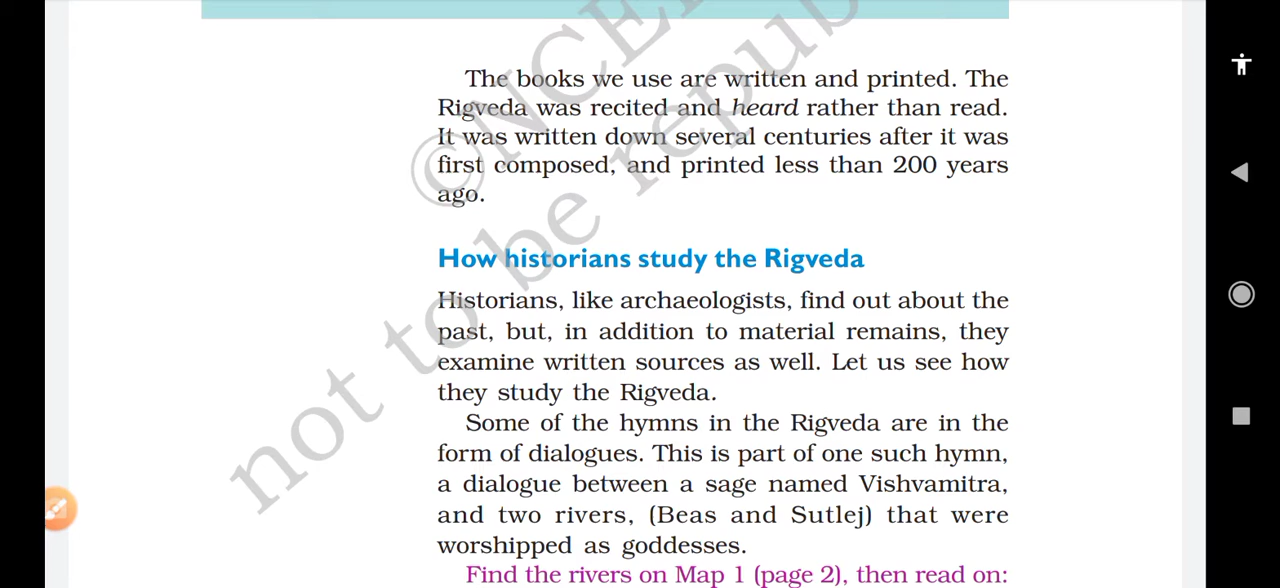 The books we use are written and printed. The
Rigveda was recited and heard rather than read.
It was written down several centuries after it was
first composed, and printed less than 200 years
ago.
How historians study the Rigveda
Historians, like archaeologists, find out about the
past, but, in addition to material remains, they
examine written sources as well. Let us see how
they study the Rigveda.
Some of the hymns in the Rigveda are in the
form of dialogues. This is part of one such hymn,
a dialogue between a sage named Vishvamitra,
and two rivers, (Beas and Sutlej) that were
worshipped as goddesses.
Find the rivers on Map 1 (page 2), then read on:
not to be repub